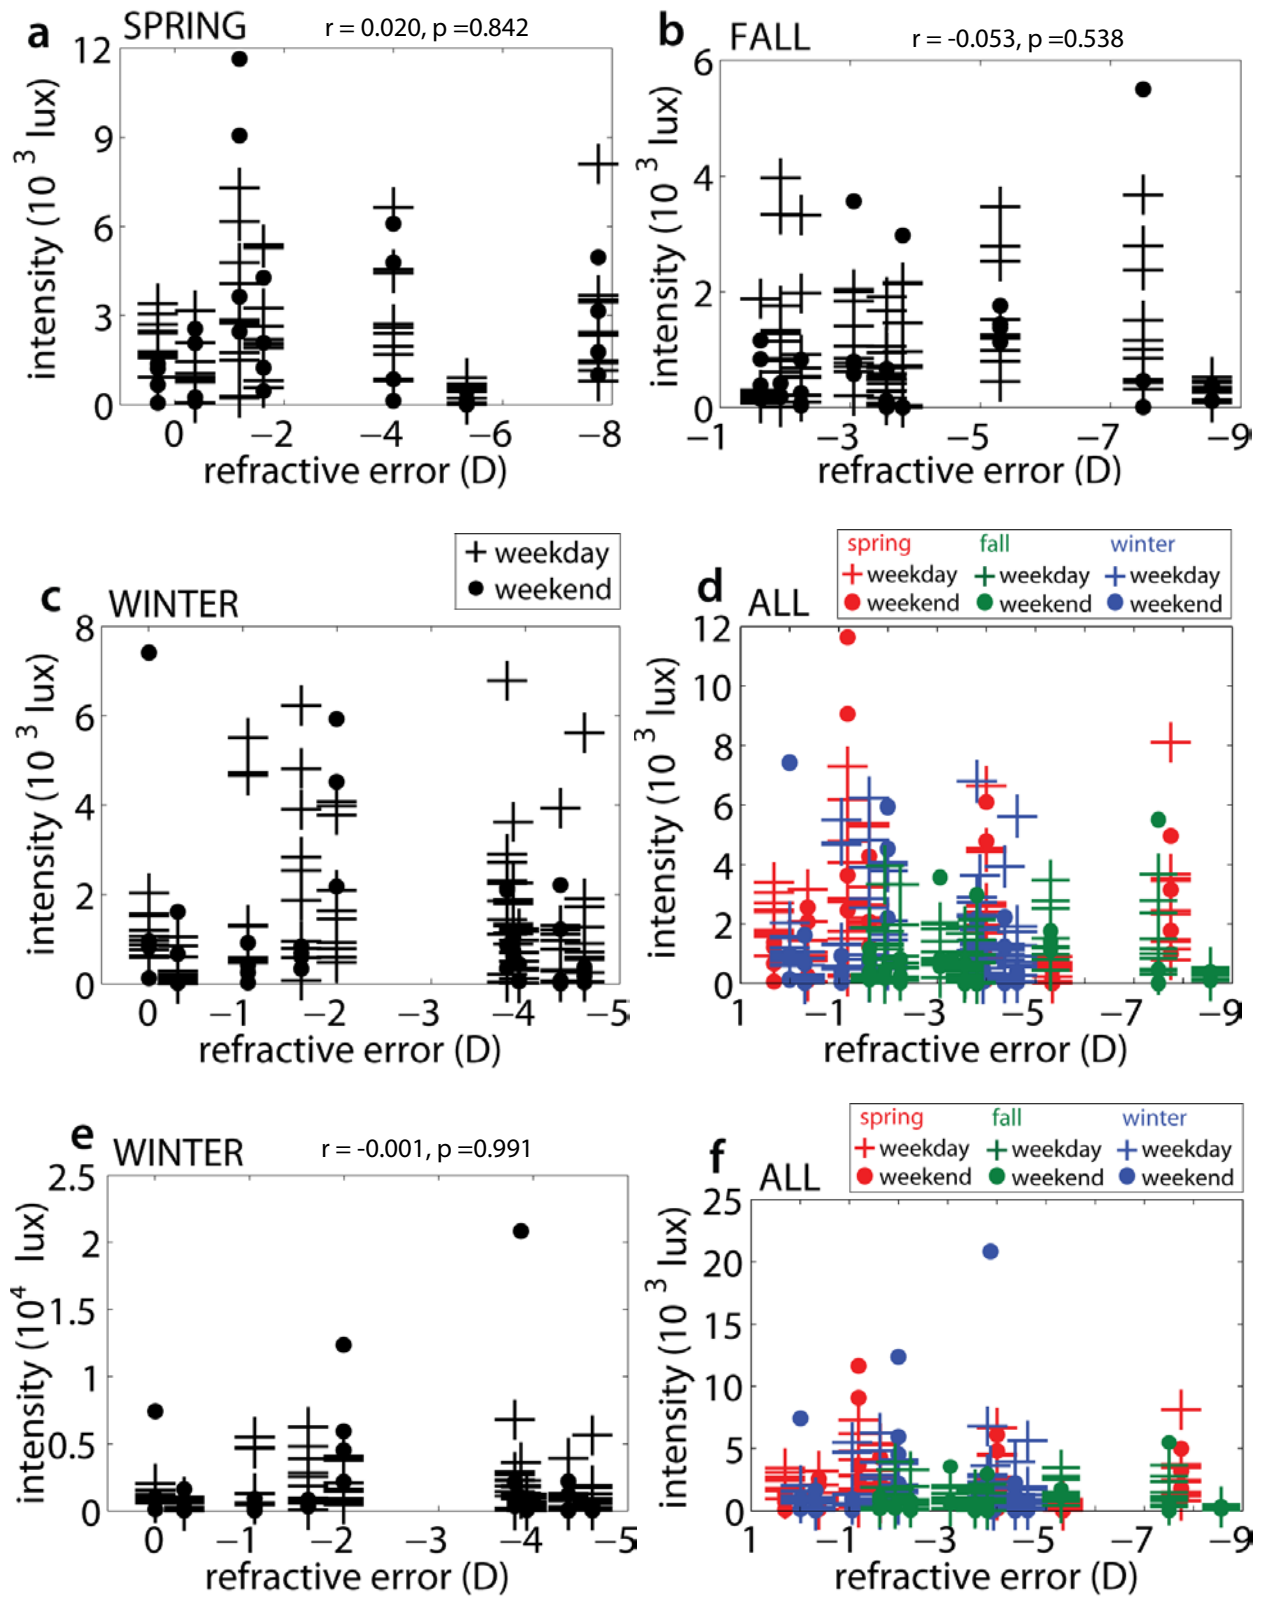 a SPRING r = 0.020, p =0.842
12
9
6
3
0
intensity (10 3 lux)
0 −2 −4 −6 −8
refractive error (D)
b FALL r = -0.053, p =0.538
6
4
2
0
intensity (10 3 lux)
−1 −3 −5 −7 −9
refractive error (D)
weekday
weekend
c WINTER
8
6
4
2
0
intensity (10 3 lux)
0 −1 −2 −3 −4 −5
refractive error (D)
spring fall winter
weekday weekday weekday
weekend weekend weekend
d ALL
12
10
8
6
4
2
0
intensity (10 3 lux)
1 −1 −3 −5 −7 −9
refractive error (D)
e WINTER r = -0.001, p =0.991
2.5
2
1.5
1
0.5
0
intensity (10 4 lux)
0 −1 −2 −3 −4 −5
refractive error (D)
spring fall winter
weekday weekday weekday
weekend weekend weekend
f ALL
25
20
15
10
5
0
intensity (10 3 lux)
1 −1 −3 −5 −7 −9
refractive error (D)